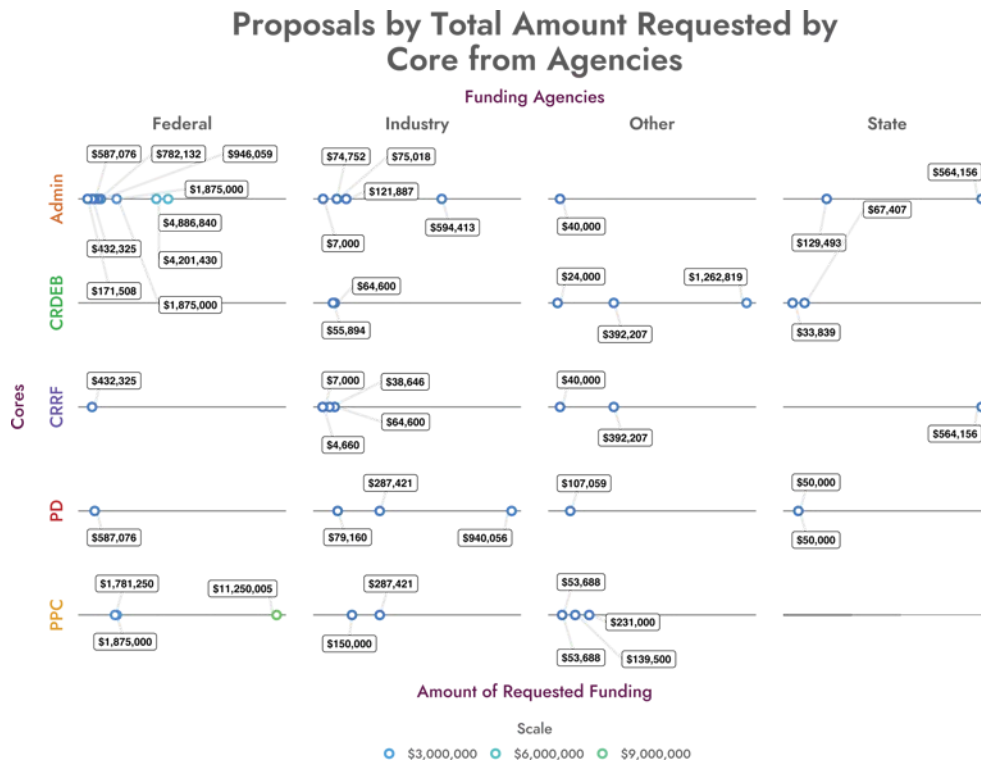 Proposals by Total Amount Requested by
Core from Agencies
Funding Agencies
Federal Industry Other State
Cores
Admin
$587,076 $782,132 $946,059 $74,752 $75,018
$564,156
$1,875,000 $121,887
$67,407
$4,886,840 $594,413 $40,000
$432,325 $7,000 $129,493
$4,201,430
$171,508
$1,875,000
CRDEB
$64,600 $24,000 $1,262,819
$55,894 $392,207 $33,839
CRRF
$432,325 $7,000 $38,646 $40,000
$64,600
$4,660 $392,207 $564,156
PD
$287,421 $107,059 $50,000
$587,076 $79,160 $940,056 $50,000
PPC
$1,781,250 $11,250,005 $287,421 $53,688
$231,000
$1,875,000 $150,000
$53,688 $139,500
Amount of Requested Funding
Scale
$3,000,000 $6,000,000 $9,000,000